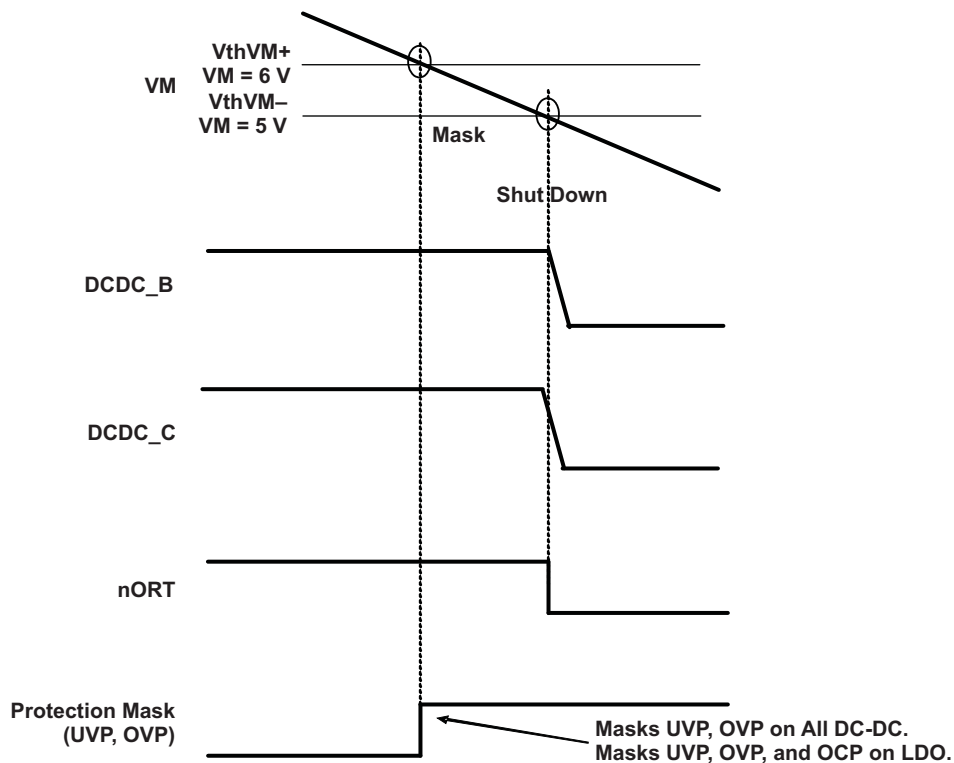 VthVM+
VM = 6 V
VM
VthVM–
VM = 5 V
Mask
Shut Down
DCDC_B
DCDC_C
nORT
Protection Mask
(UVP, OVP)
Masks UVP, OVP on All DC-DC.
Masks UVP, OVP, and OCP on LDO.